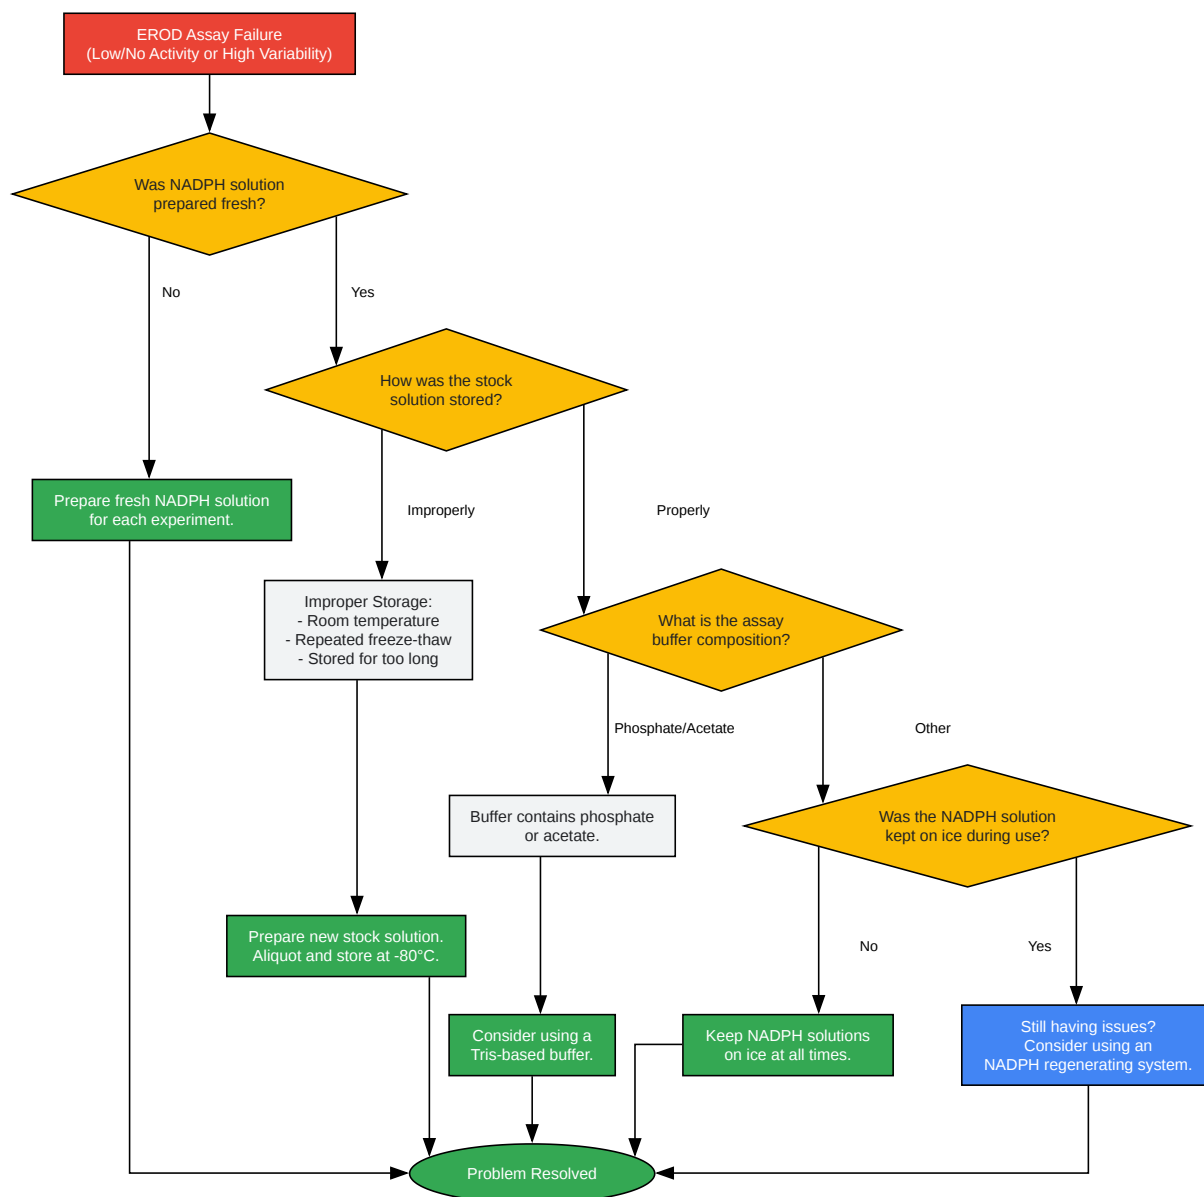 EROD Assay Failure
(Low/No Activity or High Variability)
Was NADPH solution
prepared fresh?
No
Yes
How was the stock
solution stored?
Prepare fresh NADPH solution
for each experiment.
Improperly
Properly
Improper Storage:
- Room temperature
- Repeated freeze-thaw
- Stored for too long
What is the assay
buffer composition?
Phosphate/Acetate
Other
Buffer contains phosphate
or acetate.
Was the NADPH solution
kept on ice during use?
Prepare new stock solution.
Aliquot and store at -80°C.
No
Yes
Consider using a
Tris-based buffer.
Keep NADPH solutions
on ice at all times.
Still having issues?
Consider using an
NADPH regenerating system.
Problem Resolved